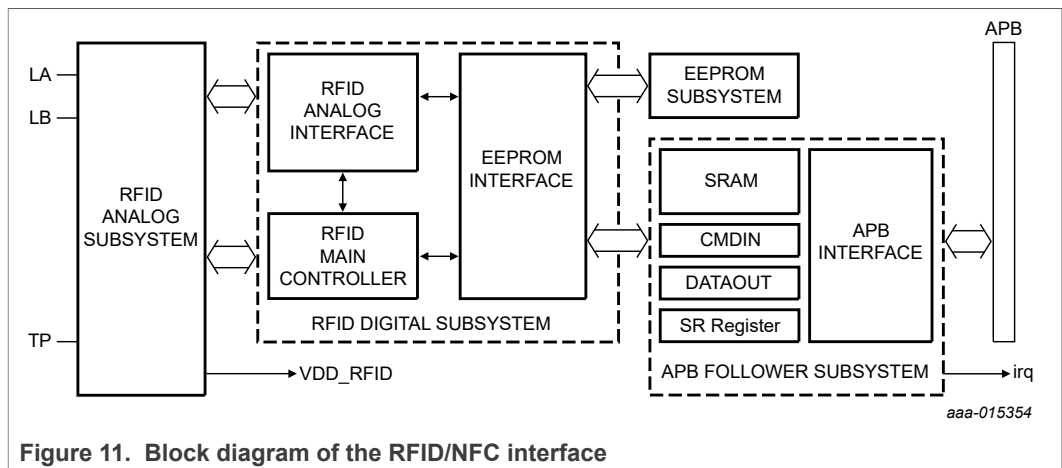 APB
LA
LB
TP
RFID
ANALOG
SUBSYSTEM
RFID
ANALOG
INTERFACE
RFID
MAIN
CONTROLLER
EEPROM
INTERFACE
RFID DIGITAL SUBSYSTEM
VDD_RFID
EEPROM
SUBSYSTEM
SRAM
CMDIN
DATAOUT
SR Register
APB
INTERFACE
APB FOLLOWER SUBSYSTEM
irq
aaa-015354
Figure 11. Block diagram of the RFID/NFC interface